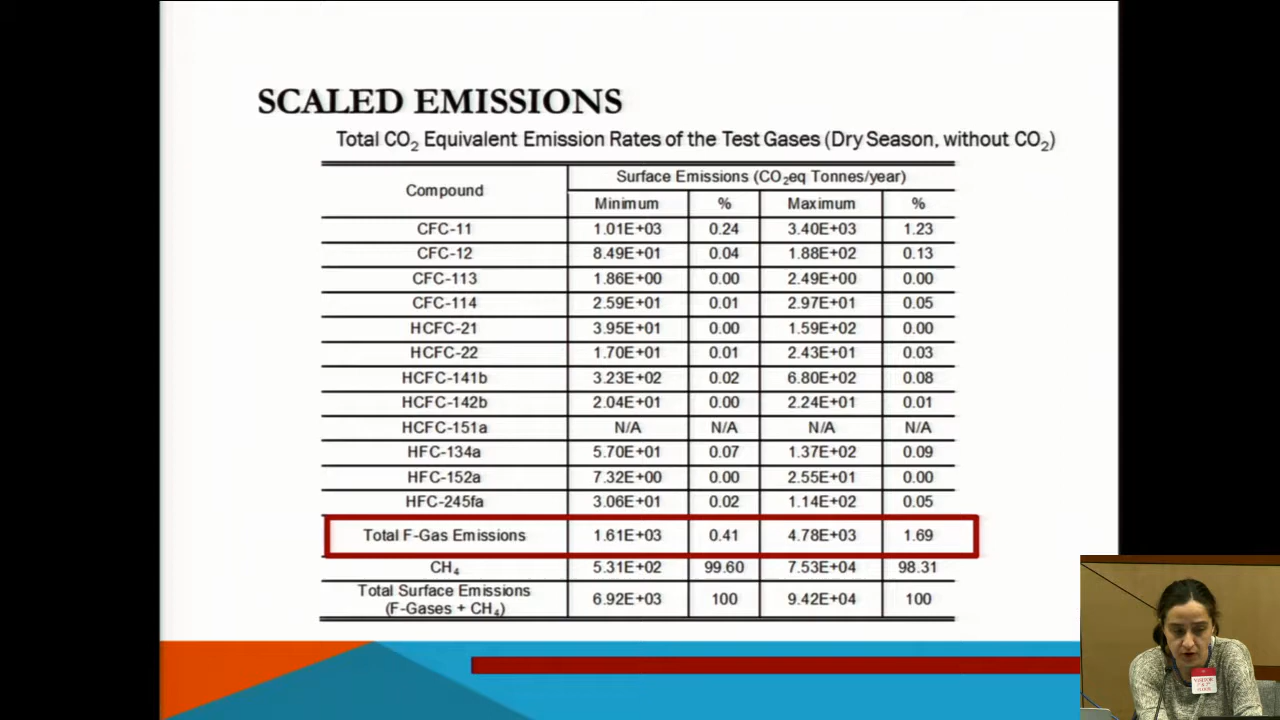 SCALED EMISSIONS
Total CO2 Equivalent Emission Rates of the Test Gases (Dry Season, without CO2)
Compound Surface Emissions (CO2eq Tonnes/year)
Minimum % Maximum %
CFC-11 1.01E+03 0.24 3.40E+03 1.23
CFC-12 8.49E+01 0.04 1.88E+02 0.13
CFC-113 1.86E+00 0.00 2.49E+00 0.00
CFC-114 2.59E+01 0.01 2.97E+01 0.05
HCFC-21 3.95E+01 0.00 1.59E+02 0.00
HCFC-22 1.70E+01 0.01 2.43E+01 0.03
HCFC-141b 3.23E+02 0.02 6.80E+02 0.08
HCFC-142b 2.04E+01 0.00 2.24E+01 0.01
HCFC-151a N/A N/A N/A N/A
HFC-134a 5.70E+01 0.07 1.37E+02 0.09
HFC-152a 7.32E+00 0.00 2.55E+01 0.00
HFC-245fa 3.06E+01 0.02 1.14E+02 0.05
Total F-Gas Emissions 1.61E+03 0.41 4.78E+03 1.69
CH4 5.31E+02 99.60 7.53E+04 98.31
Total Surface Emissions
(F-Gases + CH4) 6.92E+03 100 9.42E+04 100
VISITOR